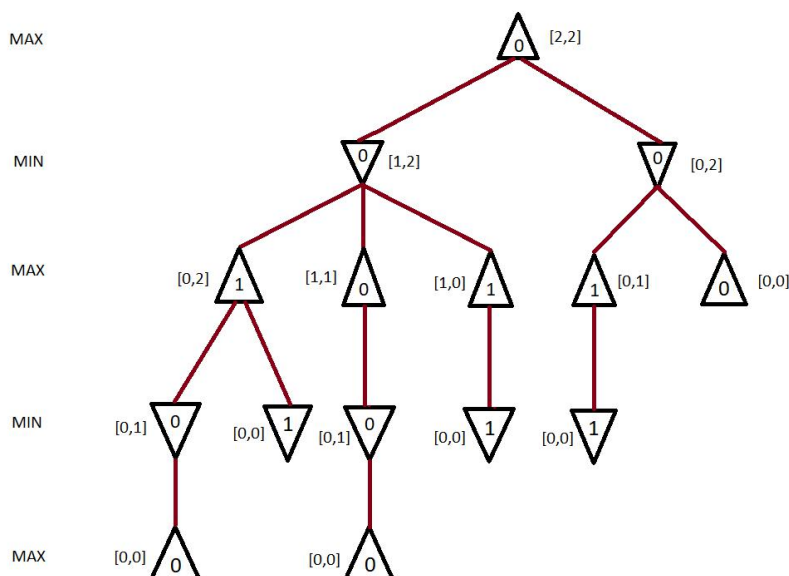 MAX 0 [2,2]
MIN 0 [1,2] 0 [0,2]
MAX [0,2] 1 [1,1] 0 [1,0] 1 1 [0,1] 0 [0,0]
MIN [0,1] 0 [0,0] 1 [0,1] 0 [0,0] 1 [0,0] 1
MAX [0,0] 0 [0,0] 0